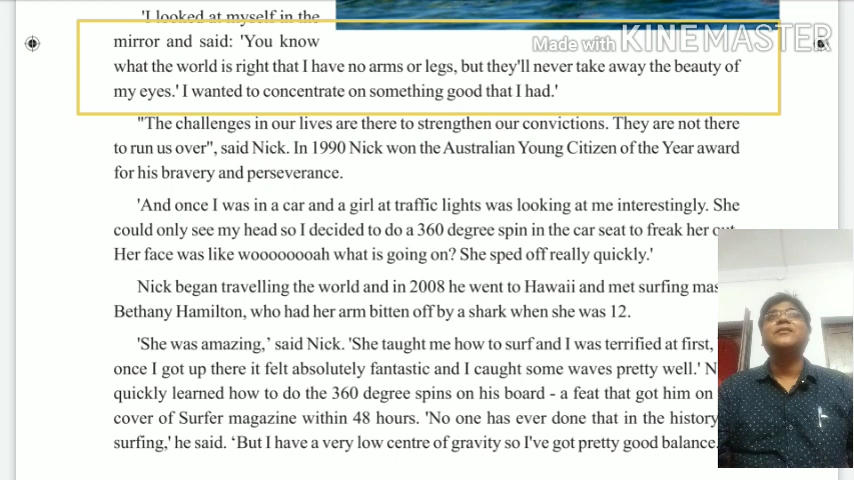 'I looked at myself in the
mirror and said: 'You know
Made with KINEMASTER
what the world is right that I have no arms or legs, but they'll never take away the beauty of
my eyes.' I wanted to concentrate on something good that I had.'
"The challenges in our lives are there to strengthen our convictions. They are not there
to run us over", said Nick. In 1990 Nick won the Australian Young Citizen of the Year award
for his bravery and perseverance.
'And once I was in a car and a girl at traffic lights was looking at me interestingly. She
could only see my head so I decided to do a 360 degree spin in the car seat to freak her out.
Her face was like woooooooah what is going on? She sped off really quickly.'
Nick began travelling the world and in 2008 he went to Hawaii and met surfing
Bethany Hamilton, who had her arm bitten off by a shark when she was 12.
'She was amazing,' said Nick. 'She taught me how to surf and I was terrified at first,
once I got up there it felt absolutely fantastic and I caught some waves pretty well.'
quickly learned how to do the 360 degree spins on his board - a feat that got him on
cover of Surfer magazine within 48 hours. 'No one has ever done that in the history
surfing,' he said. 'But I have a very low centre of gravity so I've got pretty good balance.